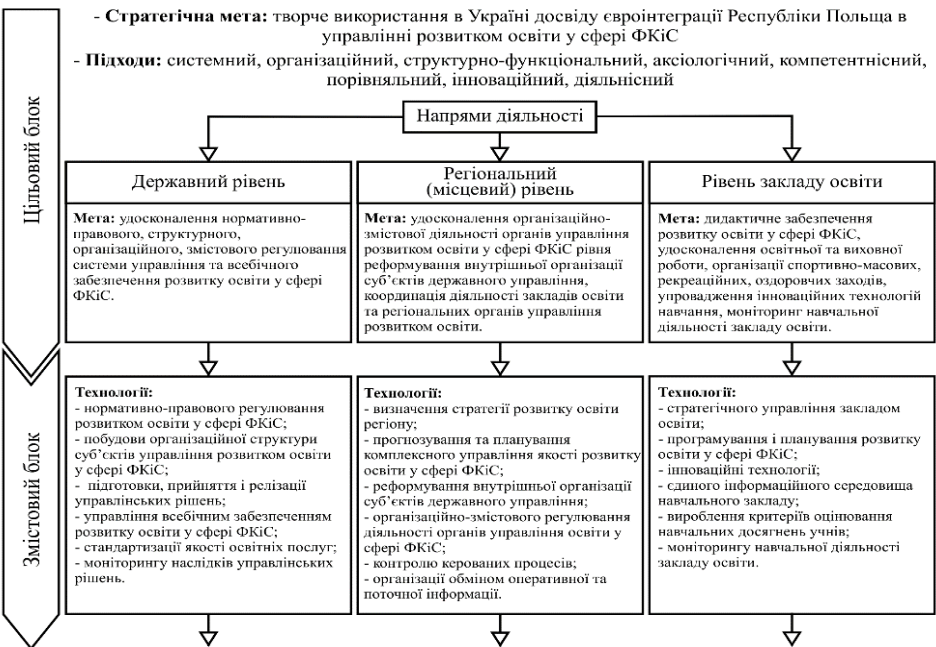 - Стратегічна мета: творче використання в Україні досвіду євроінтеграції Республіки Польща в
управлінні розвитком освіти у сфері ФКіС
- Підходи: системний, організаційний, структурно-функціональний, аксіологічний, компетентнісний,
порівняльний, інноваційний, діяльнісний
Напрями діяльності
Цільовий блок
Державний рівень
Мета: удосконалення нормативно-
правового, структурного,
організаційного, змістового регулювання
системи управління та всебічного
забезпечення розвитку освіти у сфері
ФКіС.
Регіональний
(місцевий) рівень
Мета: удосконалення організаційно-
змістової діяльності органів управління
розвитком освіти у сфері ФКіС рівня
реформування внутрішньої організації
суб’єктів державного управління,
координація діяльності закладів освіти
та регіональних органів управління
розвитком освіти.
Рівень закладу освіти
Мета: дидактичне забезпечення
розвитку освіти у сфері ФКіС,
удосконалення освітньої та виховної
роботи, організації спортивно-масових,
рекреаційних, оздоровчих заходів,
упровадження інноваційних технологій
навчання, моніторинг навчальної
діяльності закладу освіти.
Змістовий блок
Технології:
- нормативно-правового регулювання
розвитком освіти у сфері ФКіС;
- побудови організаційної структури
суб’єктів управління розвитком освіти
у сфері ФКіС;
- підготовки, прийняття і релізації
управлінських рішень;
- управління всебічним забезпеченням
розвитку освіти у сфері ФКіС;
- стандартизації якості освітніх послуг;
- моніторингу наслідків управлінських
рішень.
Технології:
- визначення стратегії розвитку освіти
регіону;
- прогнозування та планування
комплексного управління якості розвитку
освіти у сфері ФКіС;
- реформування внутрішньої організації
суб’єктів державного управління;
- організаційно-змістового регулювання
діяльності органів управління освіти у
сфері ФКіС;
- контролю керованих процесів;
- організації обміном оперативної та
поточної інформації.
Технології:
- стратегічного управління закладом
освіти;
- програмування і планування розвитку
освіти у сфері ФКіС;
- інноваційні технології;
- єдиного інформаційного середовища
навчального закладу;
- вироблення критеріїв оцінювання
навчальних досягнень учнів;
- моніторингу навчальної діяльності
закладу освіти.